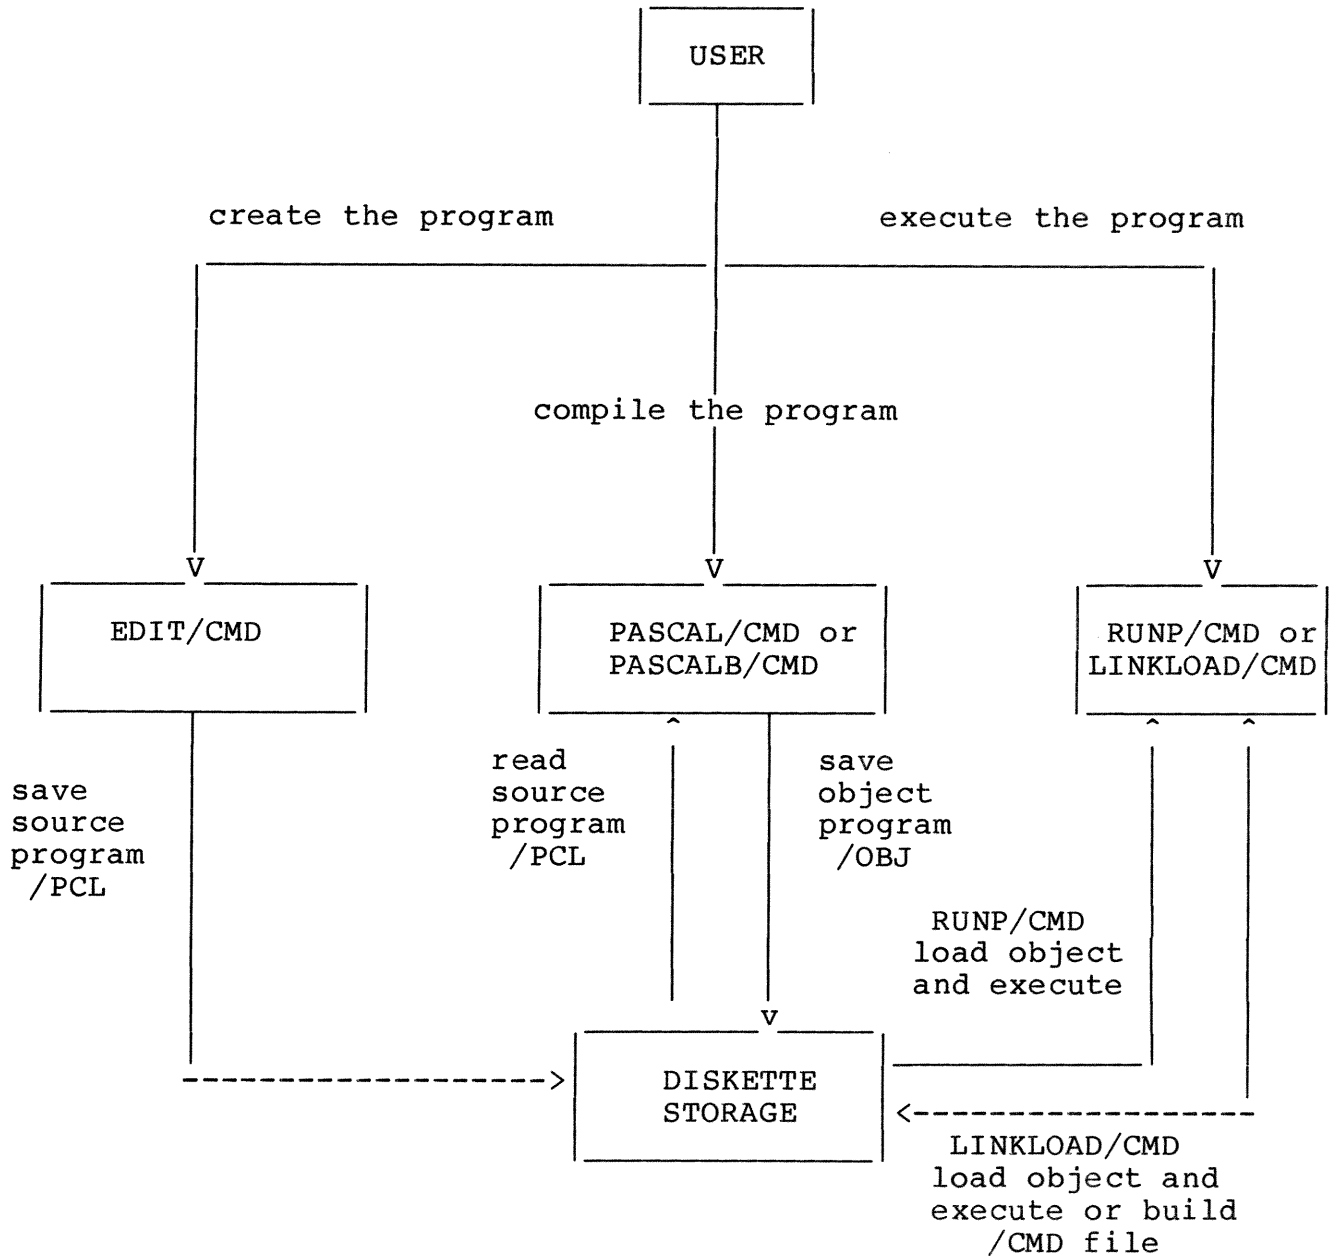 USER
create the program
execute the program
compile the program
EDIT/CMD
PASCAL/CMD or
PASCALB/CMD
RUNP/CMD or
LINKLOAD/CMD
save
source
program
/PCL
read
source
program
/PCL
save
object
program
/OBJ
RUNP/CMD
load object
and execute
DISKETTE
STORAGE
LINKLOAD/CMD
load object and
execute or build
/CMD file